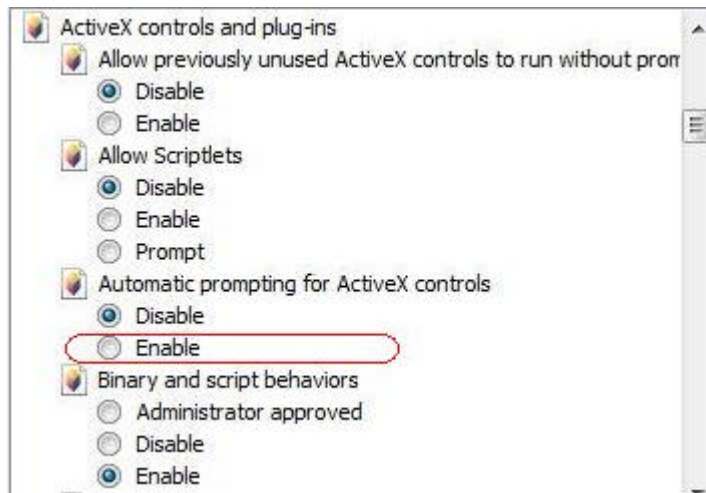 ActiveX controls and plug-ins
Allow previously unused ActiveX controls to run without prom
Disable
Enable
Allow Scriptlets
Disable
Enable
Prompt
Automatic prompting for ActiveX controls
Disable
Enable
Binary and script behaviors
Administrator approved
Disable
Enable